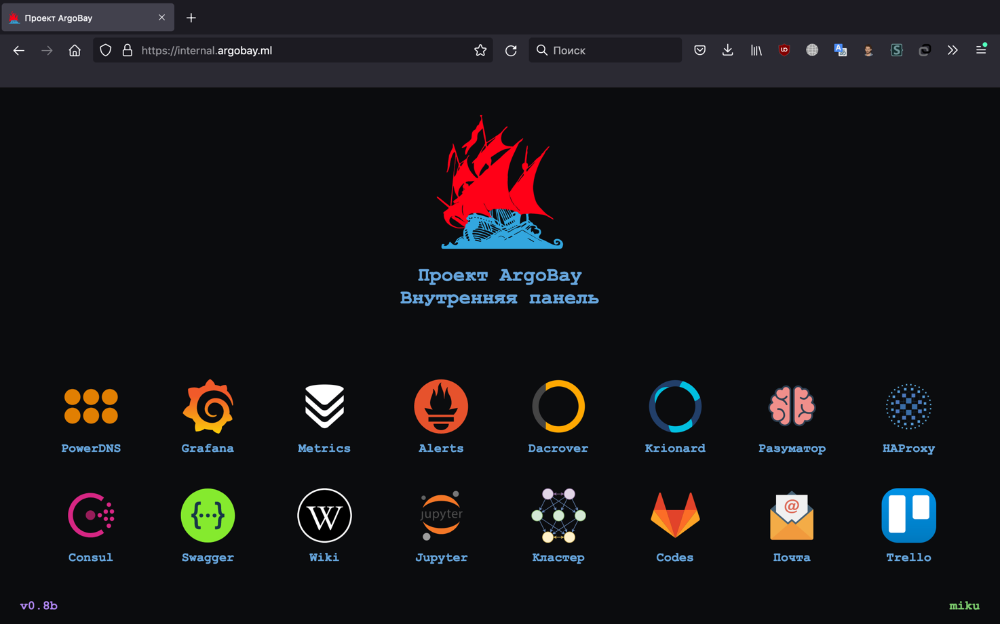 Проект ArgoBay
https://internal.argobay.ml
Поиск
Проект ArgoBay
Внутренняя панель
PowerDNS
Grafana
Metrics
Alerts
Dacrover
Krionard
Разуматор
HAProxy
jupyter
Consul
Swagger
Wiki
Jupyter
Кластер
Codes
Почта
Trello
v0.8b
miku